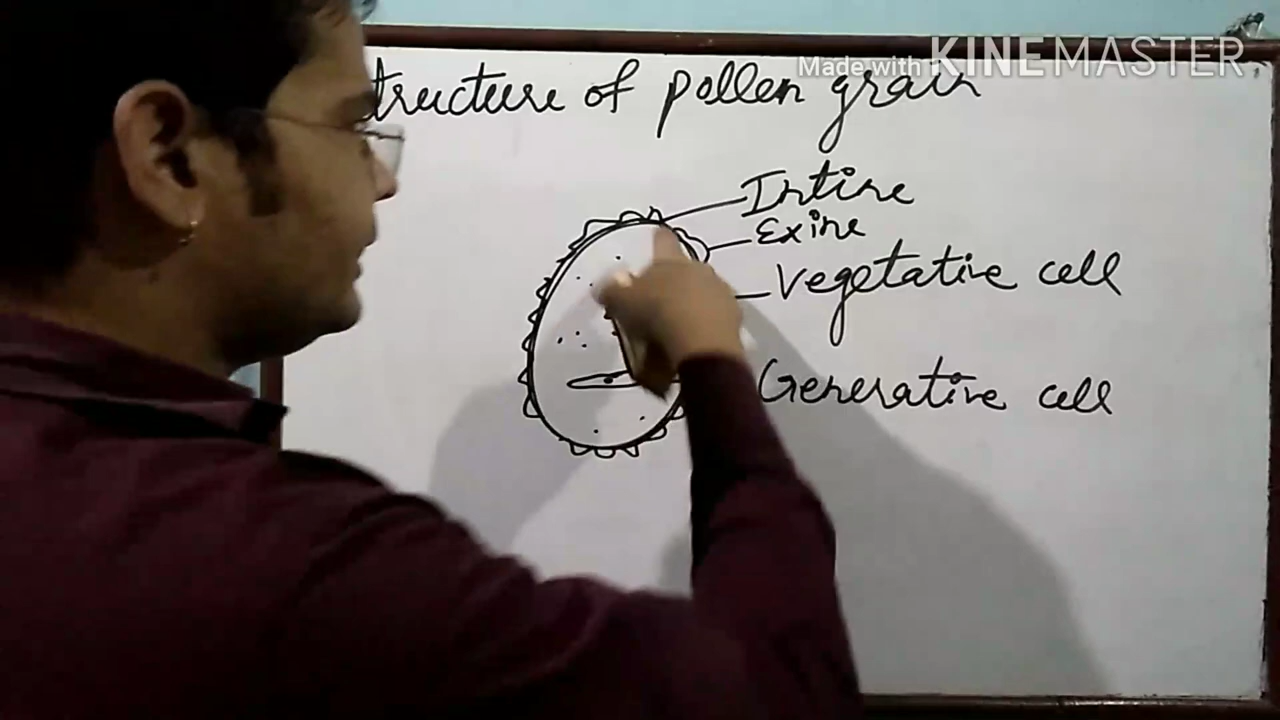 Made with KINEMASTER
tructure of pollen grain
Intine
Exine
Vegetative cell
Generative cell